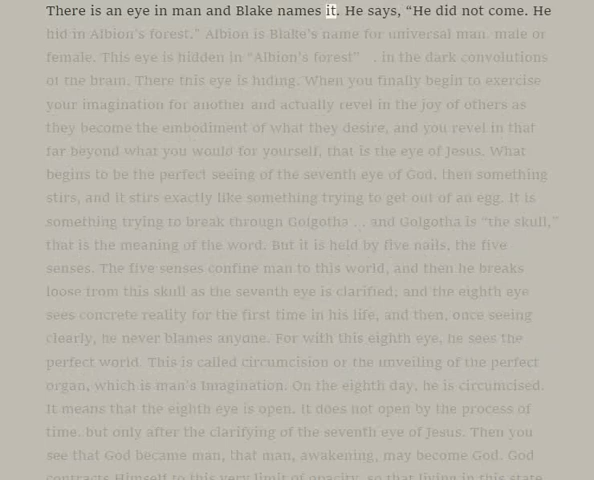 There is an eye in man and Blake names it. He says, “He did not come. He
hid in Albion’s forest.” Albion is Blake’s name for universal man, male or
female. This eye is hidden in “Albion’s forest” . . in the dark convolutions
of the brain. There this eye is hiding. When you finally begin to exercise
your imagination for another and actually revel in the joy of others as
they become the embodiment of what they desire, and you revel in that
far beyond what you would for yourself, that is the eye of Jesus. What
begins to be the perfect seeing of the seventh eye of God, then something
stirs, and it stirs exactly like something trying to get out of an egg. It is
something trying to break through Golgotha . . and Golgotha is “the skull,”
that is the meaning of the word. But it is held by five nails, the five
senses. The five senses confine man to this world, and then he breaks
loose from this skull as the seventh eye is clarified; and the eighth eye
sees concrete reality for the first time in his life, and then, once seeing
clearly, he never blames anyone. For with this eighth eye, he sees the
perfect world. This is called circumcision or the unveiling of the perfect
organ, which is man’s Imagination. On the eighth day, he is circumcised.
It means that the eighth eye is open. It does not open by the process of
time, but only after the clarifying of the seventh eye of Jesus. Then you
see that God became man, that man, awakening, may become God. God
contracts Himself to this very limit of opacity, so that living in this state